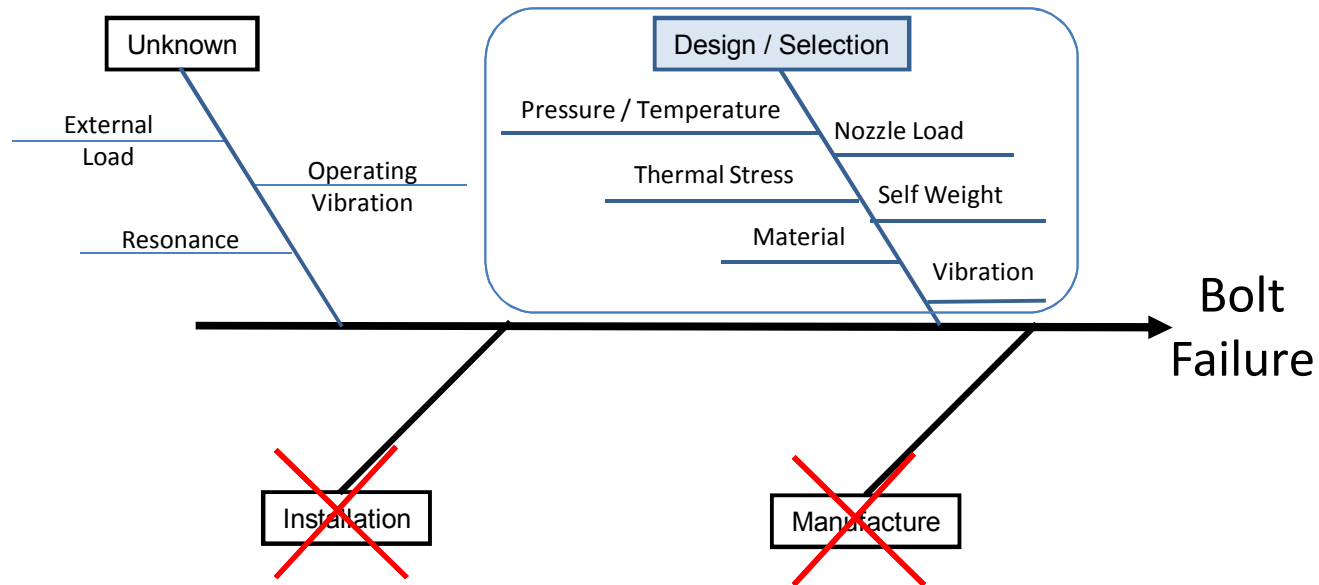 Unknown
Design / Selection
External
Load
Operating
Vibration
Resonance
Pressure / Temperature
Nozzle Load
Thermal Stress
Self Weight
Material
Vibration
Bolt
Failure
Installation
Manufacture